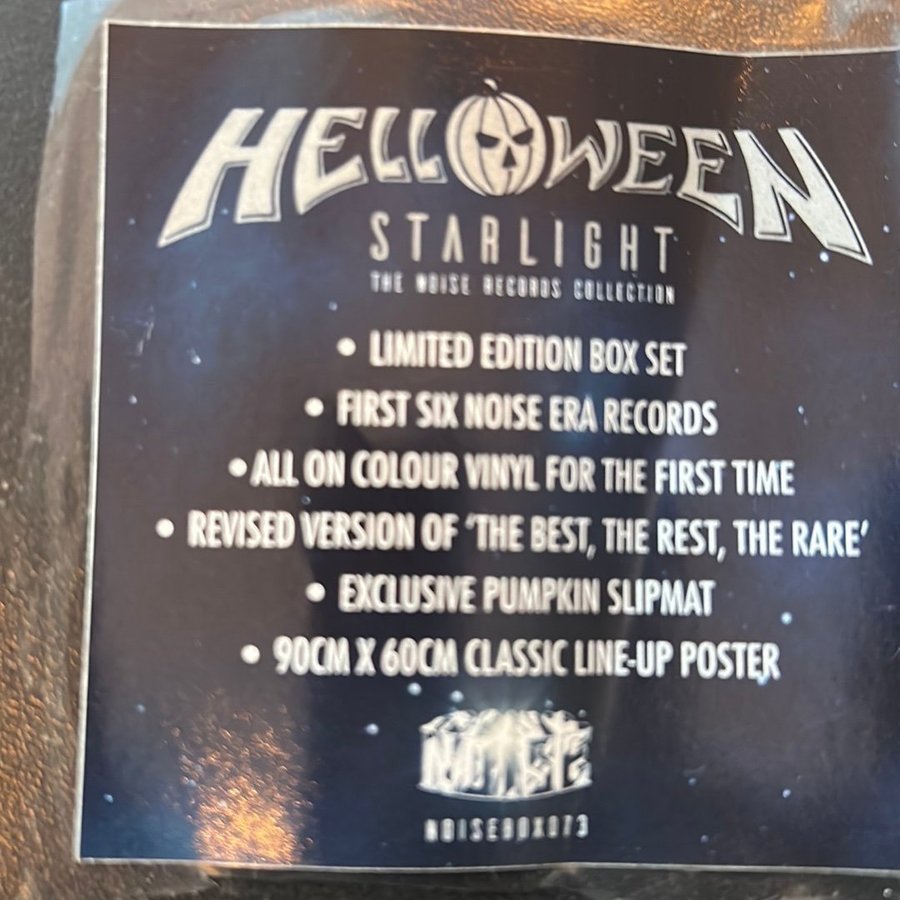 HELLOWEEN
STARLIGHT
THE NOISE RECORDS COLLECTION
• LIMITED EDITION BOX SET
• FIRST SIX NOISE ERA RECORDS
• ALL ON COLOUR VINYL FOR THE FIRST TIME
• REVISED VERSION OF ‘THE BEST, THE REST, THE RARE’
• EXCLUSIVE PUMPKIN SLIPMAT
• 90CM X 60CM CLASSIC LINE-UP POSTER
NOISE
NOISEBOX073